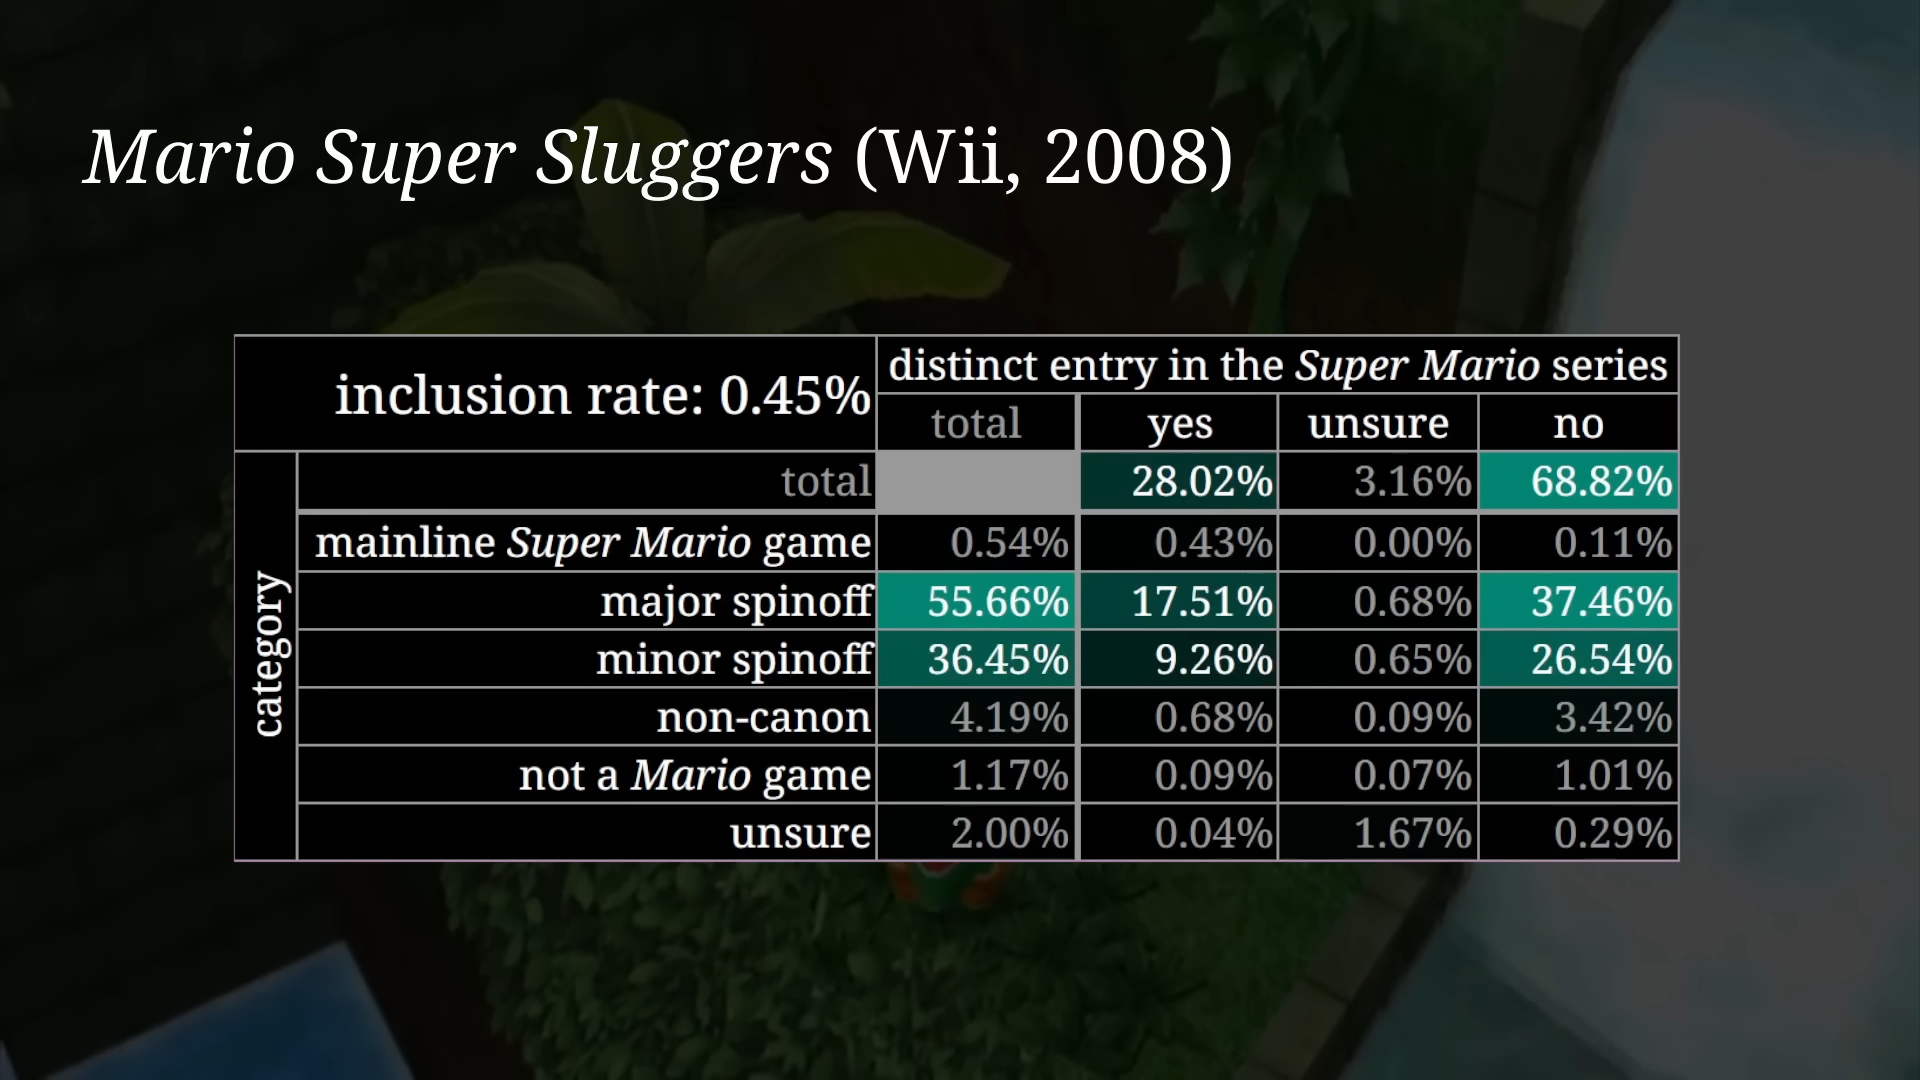 Mario Super Sluggers (Wii, 2008)
inclusion rate: 0.45%
distinct entry in the Super Mario series
total yes unsure no
category
total 28.02% 3.16% 68.82%
mainline Super Mario game 0.54% 0.43% 0.00% 0.11%
major spinoff 55.66% 17.51% 0.68% 37.46%
minor spinoff 36.45% 9.26% 0.65% 26.54%
non-canon 4.19% 0.68% 0.09% 3.42%
not a Mario game 1.17% 0.09% 0.07% 1.01%
unsure 2.00% 0.04% 1.67% 0.29%